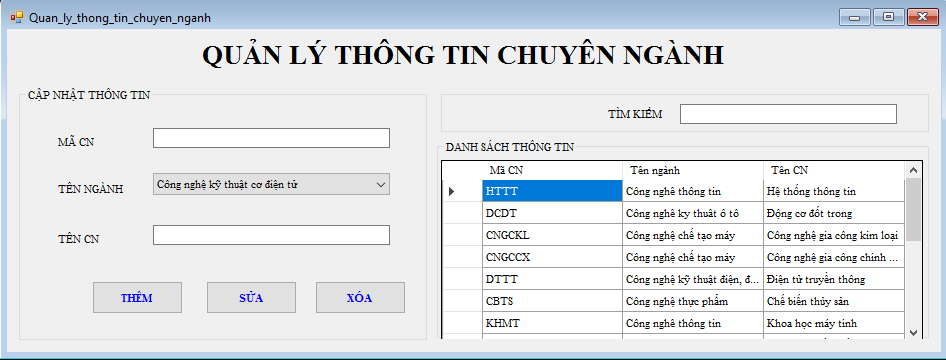 Quan_ly_thong_tin_chuyen_nganh
QUẢN LÝ THÔNG TIN CHUYÊN NGÀNH
CẬP NHẬT THÔNG TIN
MÃ CN
TÊN NGÀNH Công nghệ kỹ thuật cơ điện tử
TÊN CN
THÊM SỬA XÓA
TÌM KIẾM
DANH SÁCH THÔNG TIN
Mã CN Tên ngành Tên CN
HTTT Công nghê thông tin Hệ thống thông tin
DCDT Công nghê ky thuât ô tô Động cơ đốt trong
CNGCKL Công nghệ chế tạo máy Công nghệ gia công kim loại
CNGCCX Công nghệ chế tạo máy Công nghệ gia công chính ...
DTTT Công nghệ kỹ thuật điện, đ... Điện tử truyền thông
CBTS Công nghệ thực phẩm Chế biến thủy sản
KHMT Công nghê thông tin Khoa học máy tính